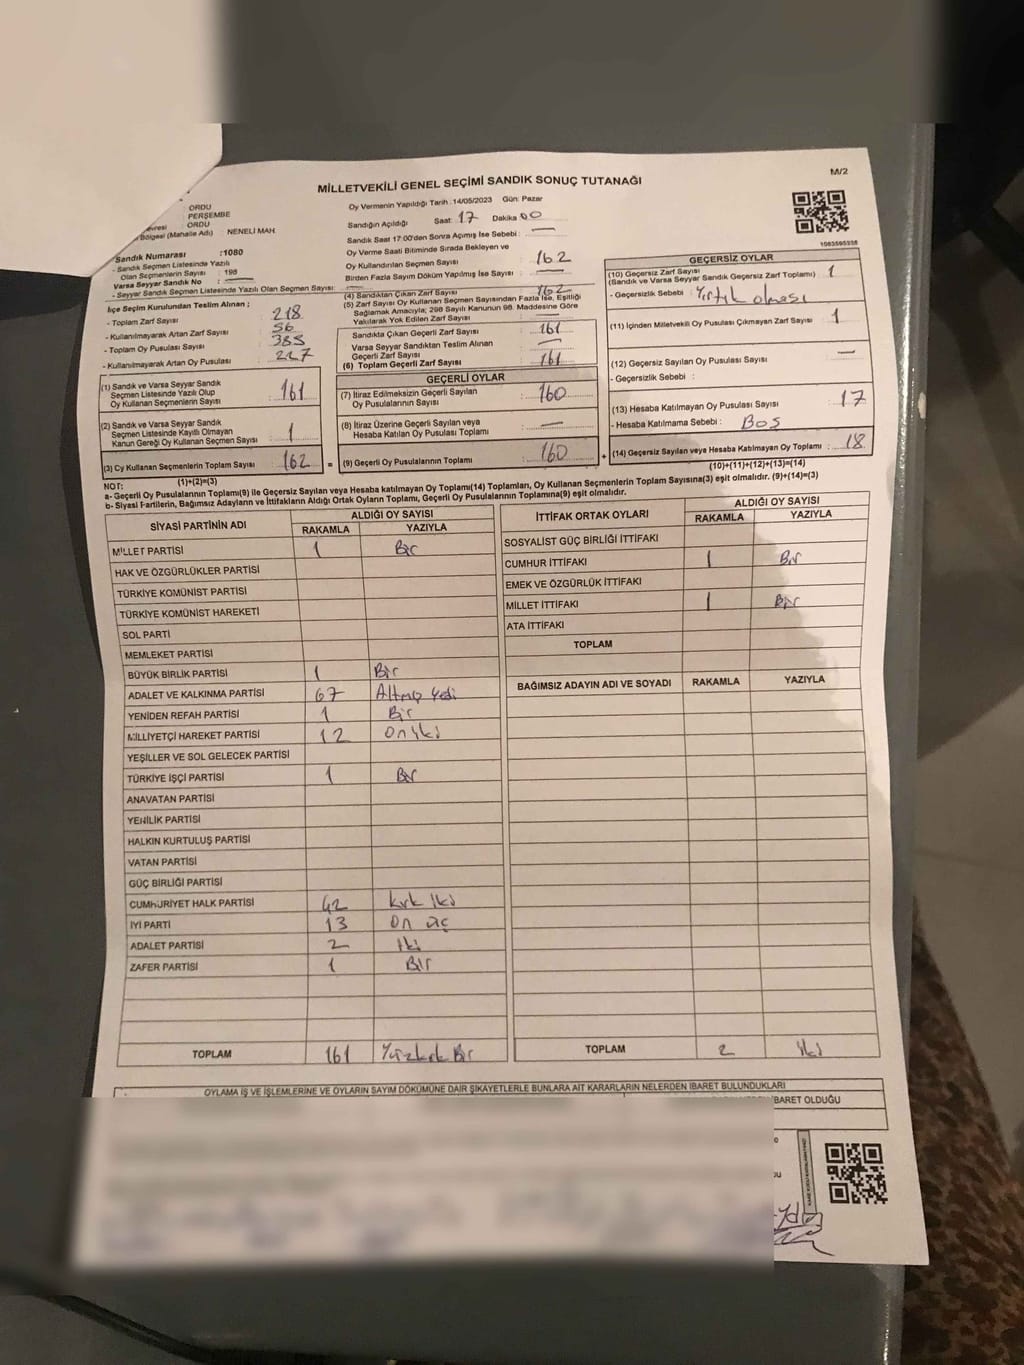 M/2
MİLLETVEKİLİ GENEL SEÇİMİ SANDIK SONUÇ TUTANAĞI
ORDU
PERŞEMBE
ORDU
Bölgesi (Mahalle Adı) NENELİ MAH.
Sandık Numarası :1080
- Sandık Seçmen Listesinde Yazılı
Olan Seçmenlerin Sayısı : 198
Varsa Seyyar Sandık No :
- Seyyar Sandık Seçmen Listesinde Yazılı Olan Seçmen Sayısı:
Oy Vermenin Yapıldığı Tarih :14/05/2023 Gün: Pazar
Sandığın Açıldığı Saat: 17 Dakika 00
Sandık Saat 17:00'den Sonra Açımış İse Sebebi : —
Oy Verme Saati Bitiminde Sırada Bekleyen ve
Oy Kullandırılan Seçmen Sayısı : 162
Birden Fazla Sayım Döküm Yapılmış İse Sayısı : —
1083595238
İlçe Seçim Kurulundan Teslim Alınan ;
- Toplam Zarf Sayısı : 218
- Kullanılmayarak Artan Zarf Sayısı : 56
- Toplam Oy Pusulası Sayısı : 385
- Kullanılmayarak Artan Oy Pusulası : 227
(4) Sandıktan Çıkan Zarf Sayısı : 162
(5) Zarf Sayısı Oy Kullanan Seçmen Sayısından Fazla İse, Eşitliği
Sağlamak Amacıyla; 298 Sayılı Kanunun 98. Maddesine Göre
Yakılarak Yok Edilen Zarf Sayısı : —
Sandıkta Çıkan Geçerli Zarf Sayısı : 161
Varsa Seyyar Sandıktan Teslim Alınan
Geçerli Zarf Sayısı : —
(6) Toplam Geçerli Zarf Sayısı : 161
GEÇERSİZ OYLAR
(10) Geçersiz Zarf Sayısı
(Sandık ve Varsa Seyyar Sandık Geçersiz Zarf Toplamı) : 1
- Geçersizlik Sebebi : Yırtık olması
(11) İçinden Milletvekili Oy Pusulası Çıkmayan Zarf Sayısı : 1
(12) Geçersiz Sayılan Oy Pusulası Sayısı : —
- Geçersizlik Sebebi :
(13) Hesaba Katılmayan Oy Pusulası Sayısı : 17
- Hesaba Katılmama Sebebi : Boş
(14) Geçersiz Sayılan veya Hesaba Katılmayan Oy Toplamı : 18
(10)+(11)+(12)+(13)=(14)
(1) Sandık ve Varsa Seyyar Sandık
Seçmen Listesinde Yazılı Olup
Oy Kullanan Seçmenlerin Sayısı : 161
(2) Sandık ve Varsa Seyyar Sandık
Seçmen Listesinde Kayıtlı Olmayan
Kanun Gereği Oy Kullanan Seçmen Sayısı : 1
(3) Oy Kullanan Seçmenlerin Toplam Sayısı : 162
(1)+(2)=(3)
GEÇERLİ OYLAR
(7) İtiraz Edilmeksizin Geçerli Sayılan
Oy Pusulalarının Sayısı : 160
(8) İtiraz Üzerine Geçerli Sayılan veya
Hesaba Katılan Oy Pusulası Toplamı : —
= (9) Geçerli Oy Pusulalarının Toplamı : 160 +
NOT:
a- Geçerli Oy Pusulalarının Toplamı(9) ile Geçersiz Sayılan veya Hesaba Katılmayan Oy Toplamı(14) Toplamları, Oy Kullanan Seçmenlerin Toplam Sayısına(3) eşit olmalıdır. (9)+(14)=(3)
b- Siyasi Partilerin, Bağımsız Adayların ve İttifakların Aldığı Ortak Oyların Toplamı, Geçerli Oy Pusulalarının Toplamına(9) eşit olmalıdır.
SİYASİ PARTİNİN ADI ALDIĞI OY SAYISI
RAKAMLA YAZIYLA
MİLLET PARTİSİ 1 Bir
HAK VE ÖZGÜRLÜKLER PARTİSİ
TÜRKİYE KOMÜNİST PARTİSİ
TÜRKİYE KOMÜNİST HAREKETİ
SOL PARTİ
MEMLEKET PARTİSİ
BÜYÜK BİRLİK PARTİSİ 1 Bir
ADALET VE KALKINMA PARTİSİ 67 Altmış yedi
YENİDEN REFAH PARTİSİ 1 Bir
MİLLİYETÇİ HAREKET PARTİSİ 12 On iki
YEŞİLLER VE SOL GELECEK PARTİSİ
TÜRKİYE İŞÇİ PARTİSİ 1 Bir
ANAVATAN PARTİSİ
YENİLİK PARTİSİ
HALKIN KURTULUŞ PARTİSİ
VATAN PARTİSİ
GÜÇ BİRLİĞİ PARTİSİ
CUMHURİYET HALK PARTİSİ 42 kırk iki
İYİ PARTİ 13 On üç
ADALET PARTİSİ 2 iki
ZAFER PARTİSİ 1 Bir
TOPLAM 161 Yüzkırk Bir
İTTİFAK ORTAK OYLARI ALDIĞI OY SAYISI
RAKAMLA YAZIYLA
SOSYALİST GÜÇ BİRLİĞİ İTTİFAKI
CUMHUR İTTİFAKI 1 Bir
EMEK VE ÖZGÜRLÜK İTTİFAKI
MİLLET İTTİFAKI 1 Bir
ATA İTTİFAKI
TOPLAM
BAĞIMSIZ ADAYIN ADI VE SOYADI RAKAMLA YAZIYLA
TOPLAM 2 iki
OYLAMA İŞ VE İŞLEMLERİNE VE OYLARIN SAYIM DÖKÜMÜNE DAİR ŞİKAYETLERLE BUNLARA AİT KARARLARIN NELERDEN İBARET BULUNDUKLARI
İBARET OLDUĞU